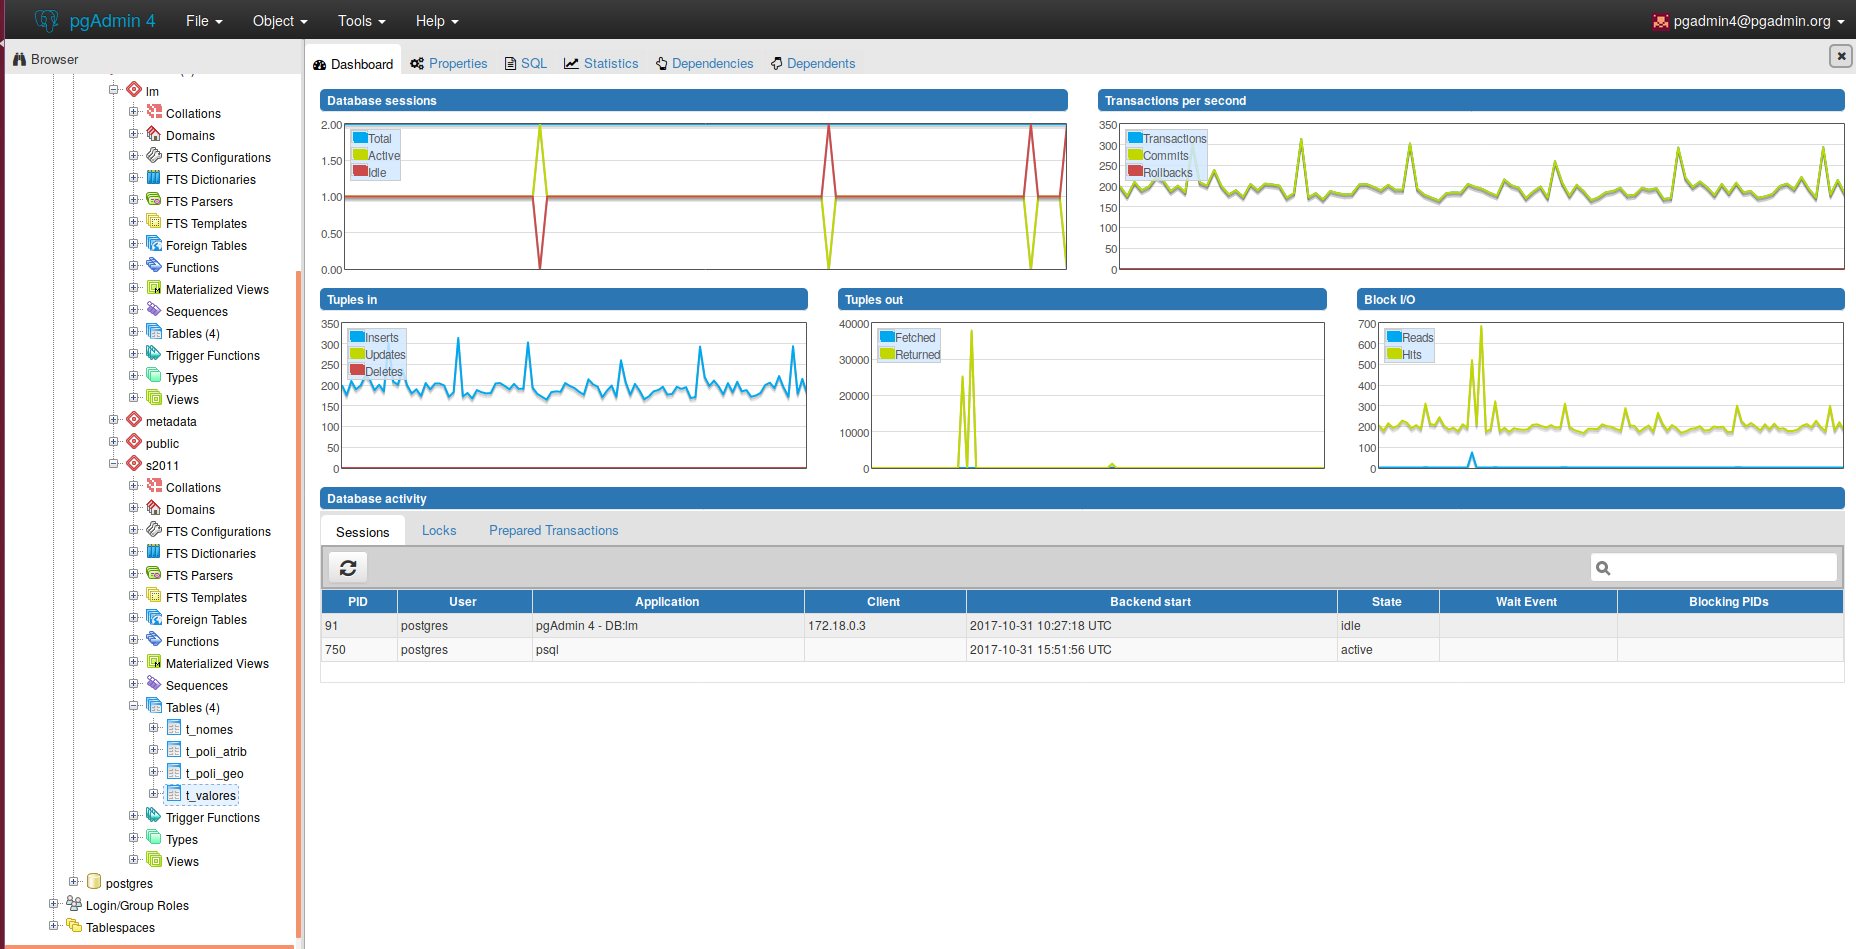 pgAdmin 4 File Object Tools Help pgadmin4@pgadmin.org
Browser
lm
Collations
Domains
FTS Configurations
FTS Dictionaries
FTS Parsers
FTS Templates
Foreign Tables
Functions
Materialized Views
Sequences
Tables (4)
Trigger Functions
Types
Views
metadata
public
s2011
Collations
Domains
FTS Configurations
FTS Dictionaries
FTS Parsers
FTS Templates
Foreign Tables
Functions
Materialized Views
Sequences
Tables (4)
t_nomes
t_poli_atrib
t_poli_geo
t_valores
Trigger Functions
Types
Views
postgres
Login/Group Roles
Tablespaces
Dashboard Properties SQL Statistics Dependencies Dependents
Database sessions
2.00
1.50
1.00
0.50
0.00
Total
Active
Idle
Transactions per second
350
300
250
200
150
100
50
0
Transactions
Commits
Rollbacks
Tuples in
350
300
250
200
150
100
50
0
Inserts
Updates
Deletes
Tuples out
40000
30000
20000
10000
0
Fetched
Returned
Block I/O
700
600
500
400
300
200
100
0
Reads
Hits
Database activity
Sessions Locks Prepared Transactions
PID User Application Client Backend start State Wait Event Blocking PIDs
91 postgres pgAdmin 4 - DB:lm 172.18.0.3 2017-10-31 10:27:18 UTC idle
750 postgres psql 2017-10-31 15:51:56 UTC active